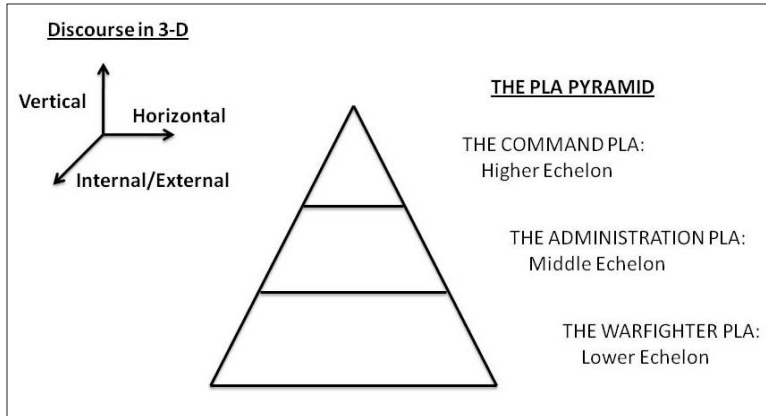 Discourse in 3-D
Vertical
Horizontal
Internal/External
THE PLA PYRAMID
THE COMMAND PLA:
Higher Echelon
THE ADMINISTRATION PLA:
Middle Echelon
THE WARFIGHTER PLA:
Lower Echelon